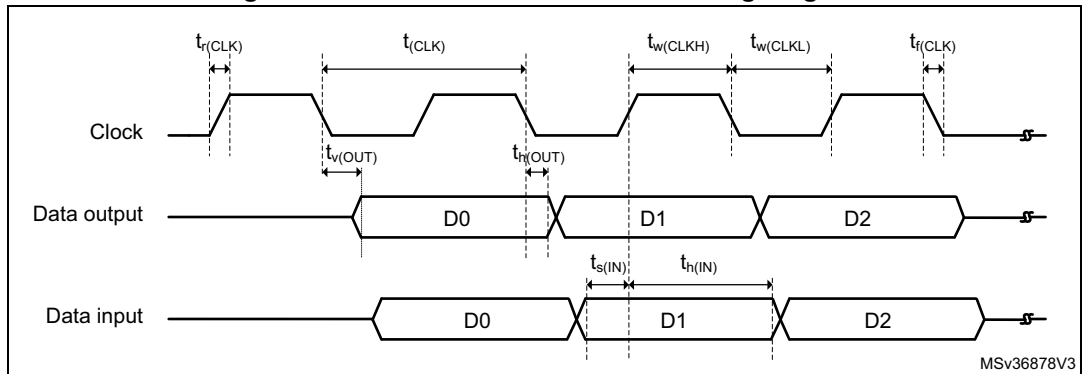 tr(CLK) t(CLK) tw(CLKH) tw(CLKL) tf(CLK)
Clock
tv(OUT) th(OUT)
Data output D0 D1 D2
ts(IN) th(IN)
Data input D0 D1 D2
MSv36878V3